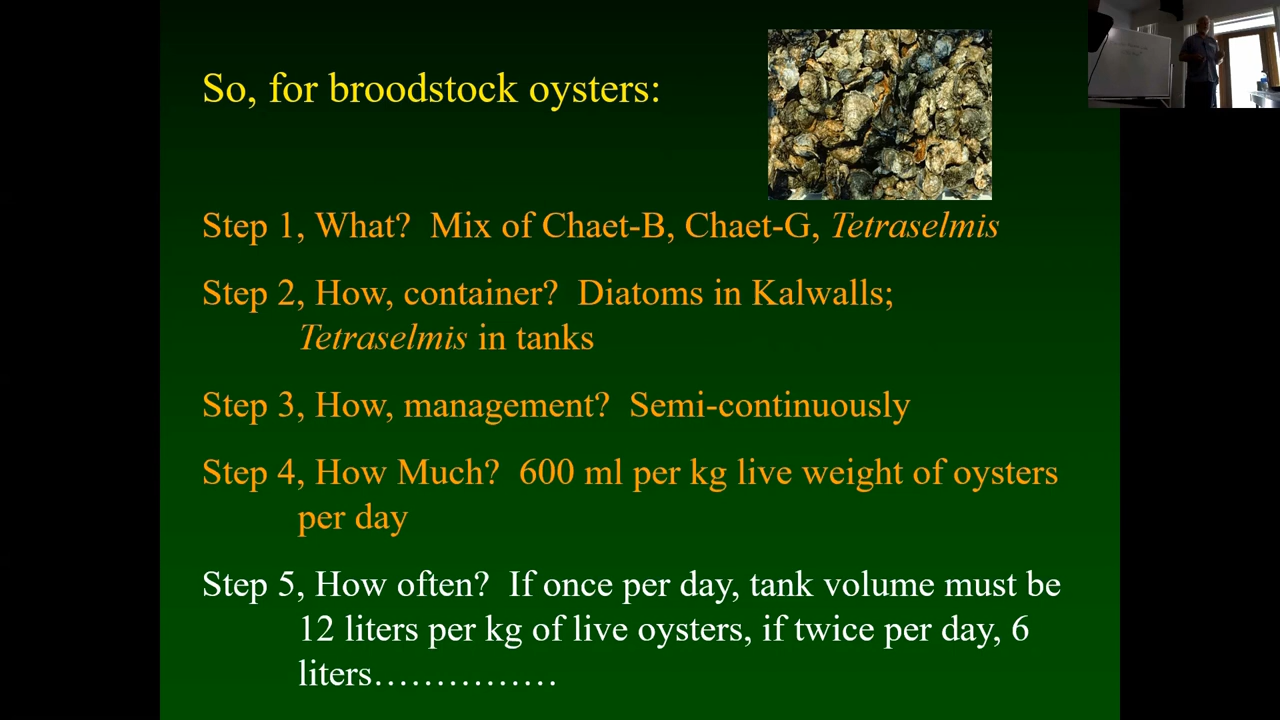 So, for broodstock oysters:
Step 1, What?  Mix of Chaet-B, Chaet-G, Tetraselmis
Step 2, How, container?  Diatoms in Kalwalls;
Tetraselmis in tanks
Step 3, How, management?  Semi-continuously
Step 4, How Much?  600 ml per kg live weight of oysters
per day
Step 5, How often?  If once per day, tank volume must be
12 liters per kg of live oysters, if twice per day, 6
liters……………